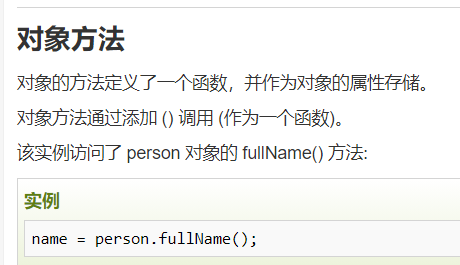 对象方法
对象的方法定义了一个函数，并作为对象的属性存储。
对象方法通过添加 () 调用 (作为一个函数)。
该实例访问了 person 对象的 fullName() 方法:
实例
name = person.fullName();